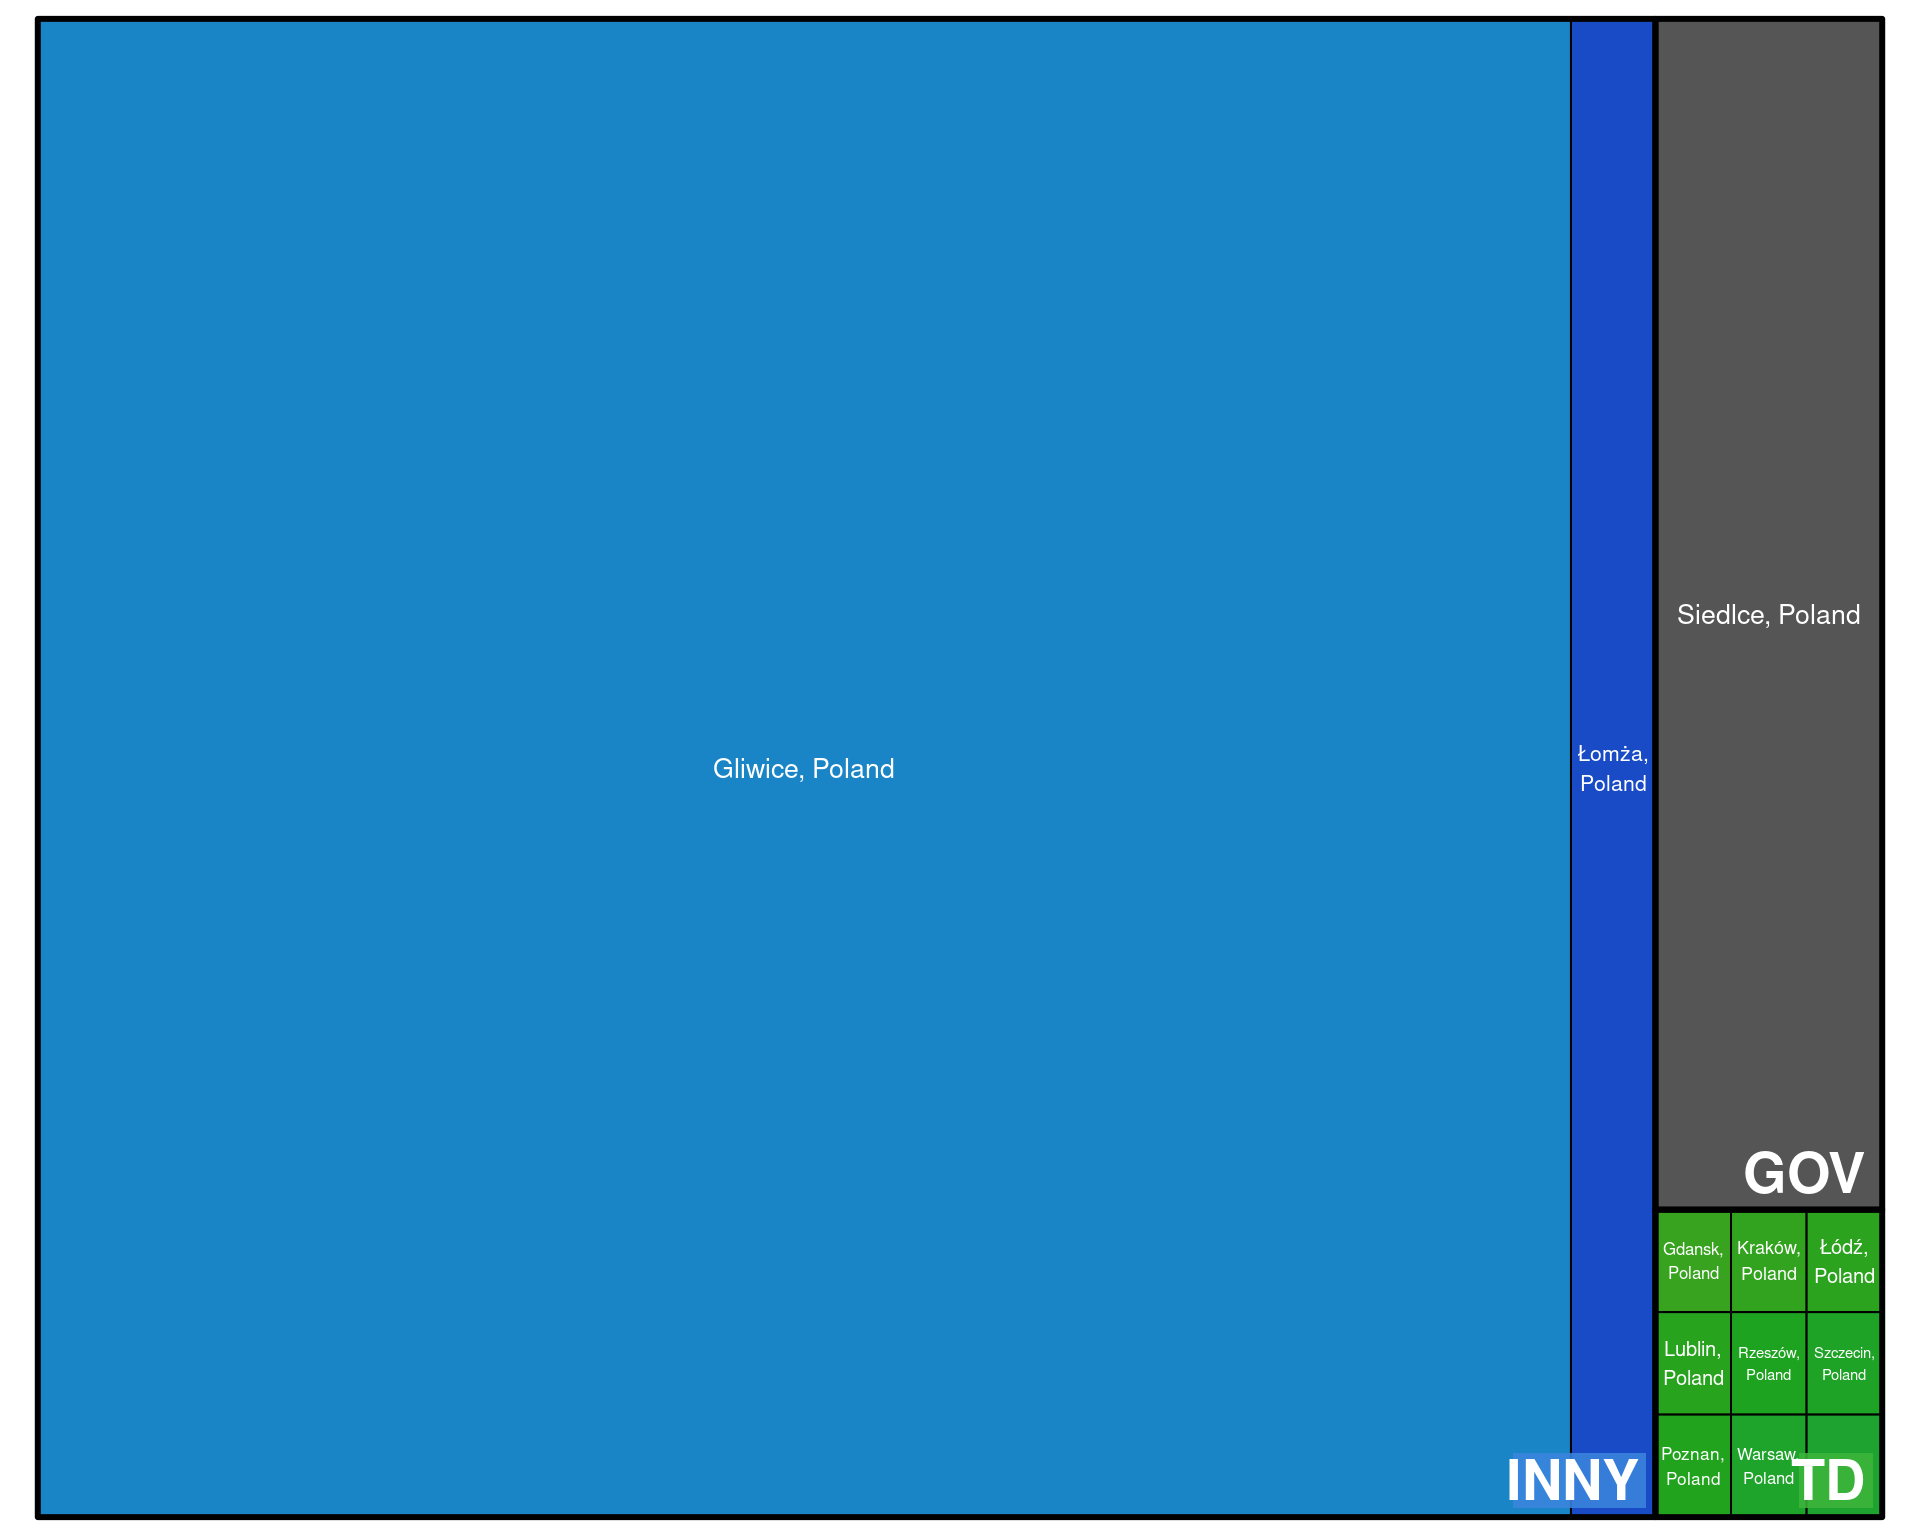 Gliwice, Poland
Łomża,
Poland
INNY
Siedlce, Poland
GOV
Gdansk,
Poland
Kraków,
Poland
Łódź,
Poland
Lublin,
Poland
Rzeszów,
Poland
Szczecin,
Poland
Poznan,
Poland
Warsaw,
Poland
TD